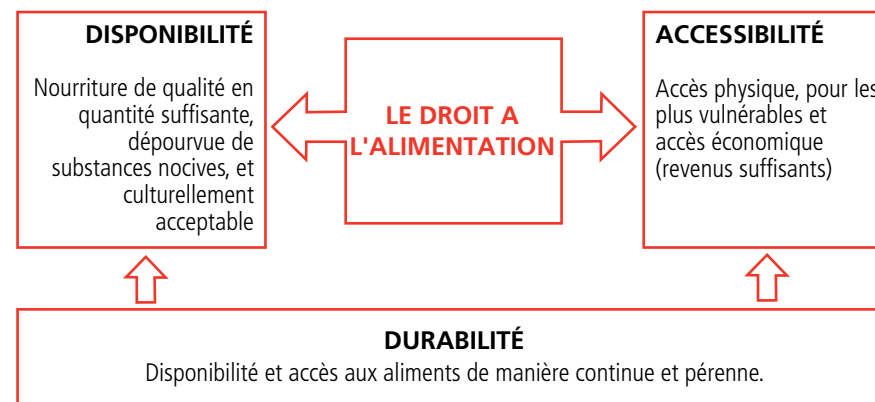 DISPONIBILITÉ
Nourriture de qualité en
quantité suffisante,
dépourvue de
substances nocives, et
culturellement
acceptable
LE DROIT A
L'ALIMENTATION
ACCESSIBILITÉ
Accès physique, pour les
plus vulnérables et
accès économique
(revenus suffisants)
DURABILITÉ
Disponibilité et accès aux aliments de manière continue et pérenne.